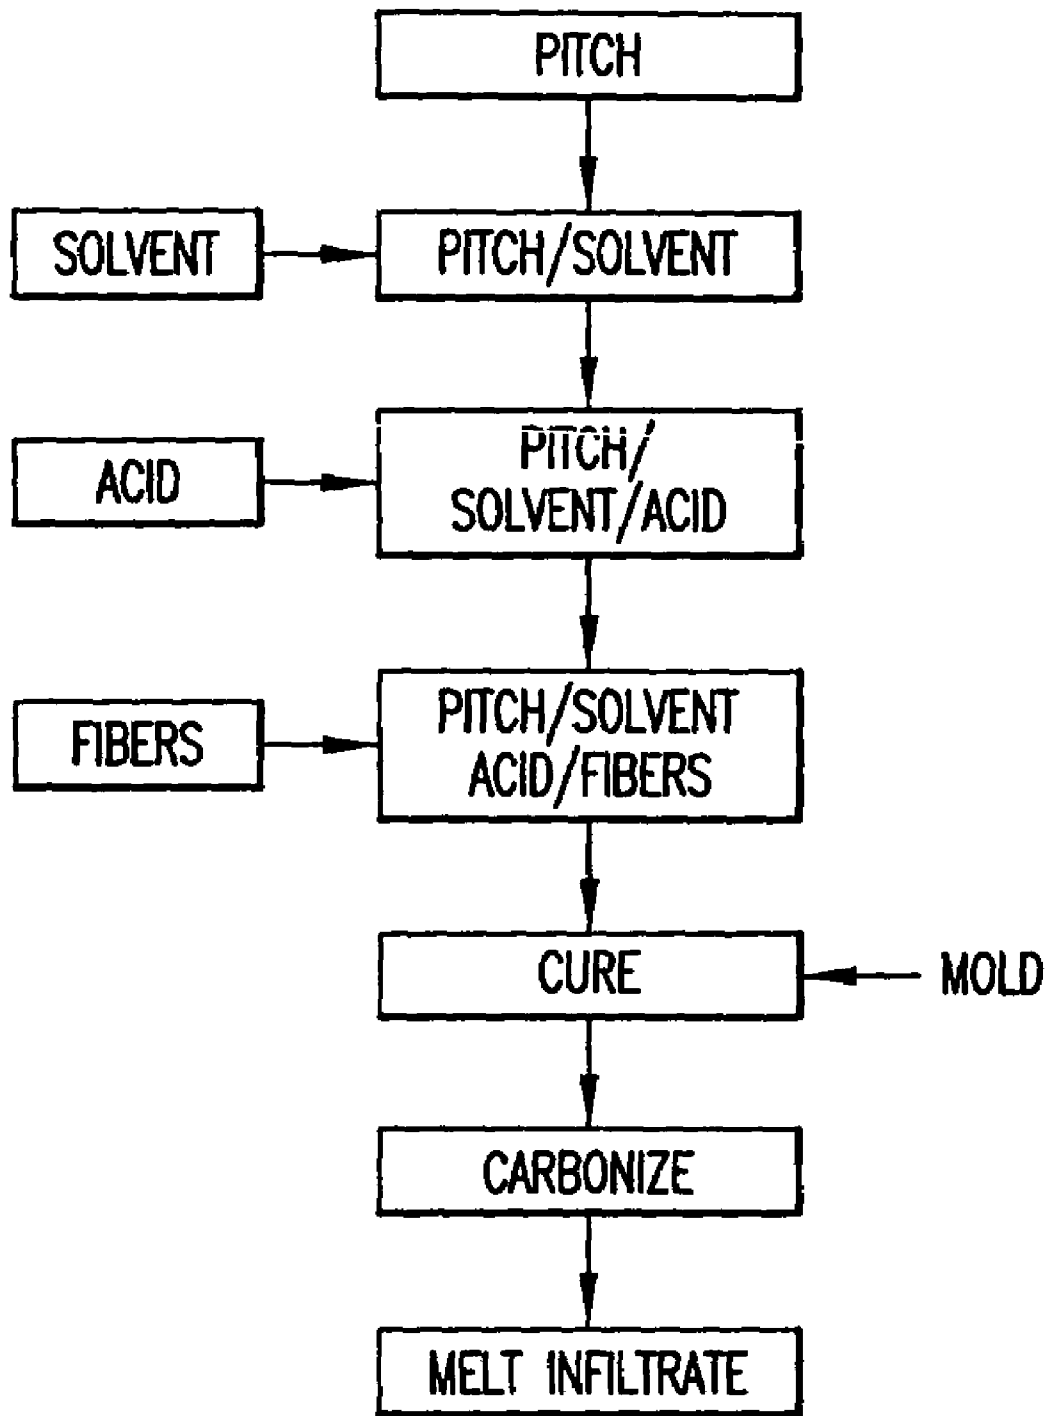 PITCH
SOLVENT
PITCH/SOLVENT
ACID
PITCH/
SOLVENT/ACID
FIBERS
PITCH/SOLVENT
ACID/FIBERS
CURE
MOLD
CARBONIZE
MELT INFILTRATE